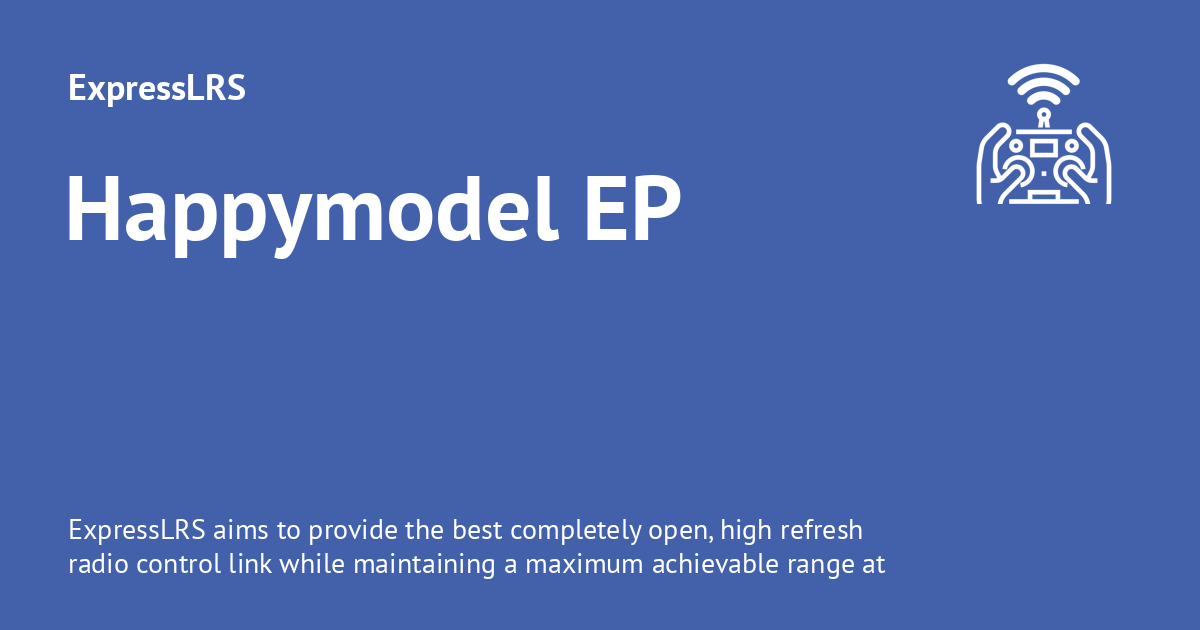 ExpressLRS
Happymodel EP
ExpressLRS aims to provide the best completely open, high refresh
radio control link while maintaining a maximum achievable range at